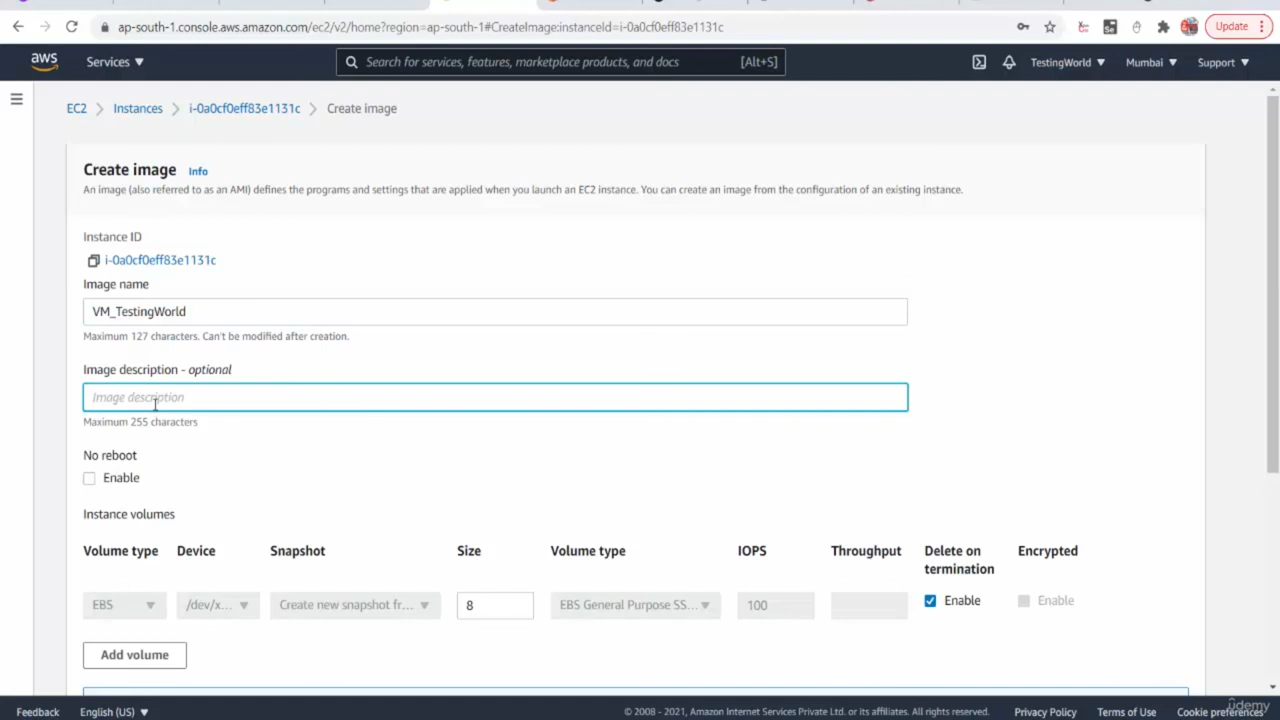 ap-south-1.console.aws.amazon.com/ec2/v2/home?region=ap-south-1#CreateImage:instanceId=i-0a0cf0eff83e1131c
Update
aws Services Search for services, features, marketplace products, and docs [Alt+S] TestingWorld Mumbai Support
EC2 Instances i-0a0cf0eff83e1131c Create image
Create image Info
An image (also referred to as an AMI) defines the programs and settings that are applied when you launch an EC2 instance. You can create an image from the configuration of an existing instance.
Instance ID
i-0a0cf0eff83e1131c
Image name
VM_TestingWorld
Maximum 127 characters. Can't be modified after creation.
Image description - optional
Image description
Maximum 255 characters
No reboot
Enable
Instance volumes
Volume type Device Snapshot Size Volume type IOPS Throughput Delete on termination Encrypted
EBS /dev/x... Create new snapshot fr... 8 EBS General Purpose SS... 100 Enable Enable
Add volume
Feedback English (US) © 2008 - 2021, Amazon Internet Services Private Ltd. or its affiliates. All rights reserved. Privacy Policy Terms of Use Cookie preferences
ûdemy